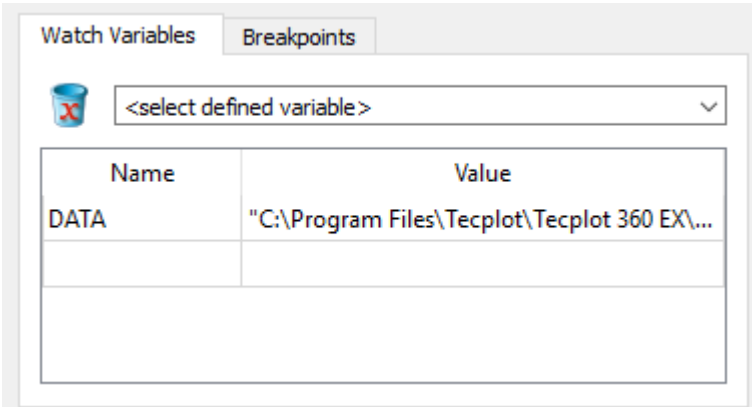 Watch Variables Breakpoints
<select defined variable>
Name Value
DATA "C:\Program Files\Tecplot\Tecplot 360 EX\...